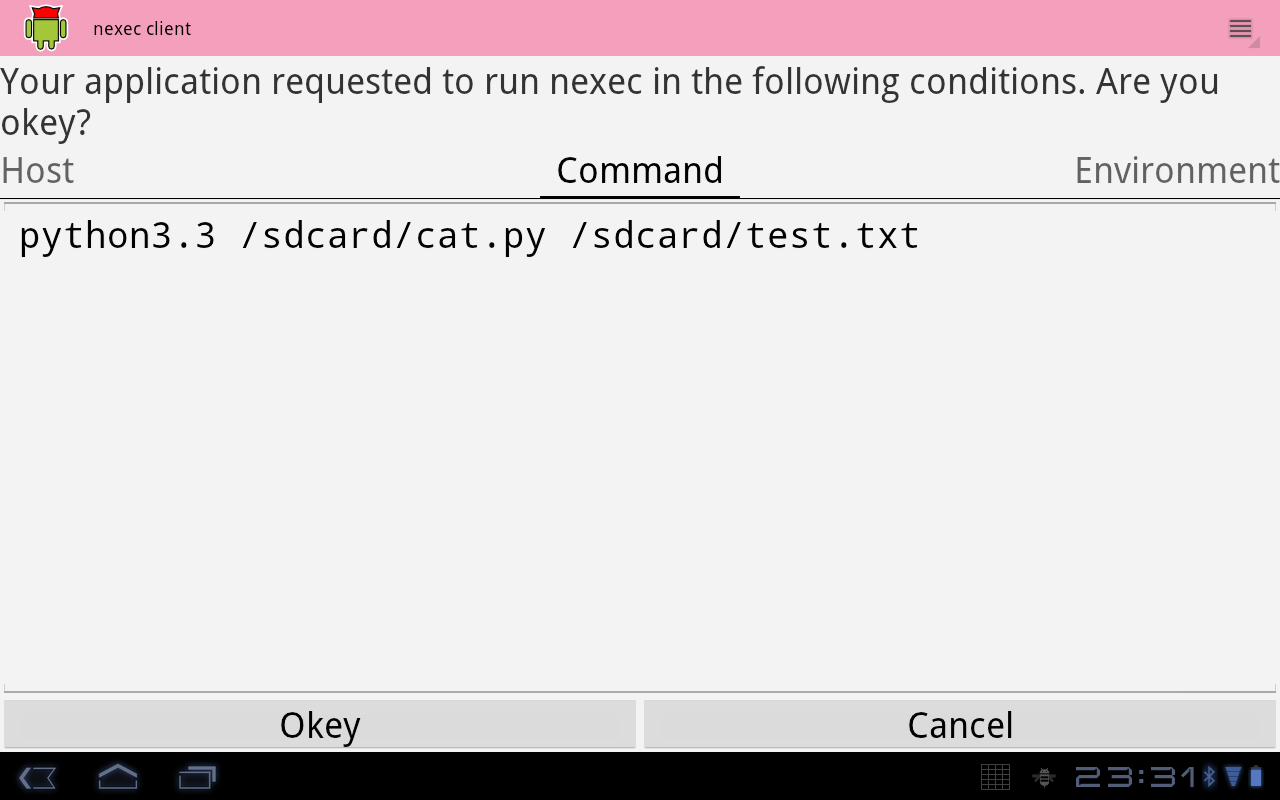 nexec client
Your application requested to run nexec in the following conditions. Are you
okey?
Host Command Environment
python3.3 /sdcard/cat.py /sdcard/test.txt
Okey Cancel
23:31